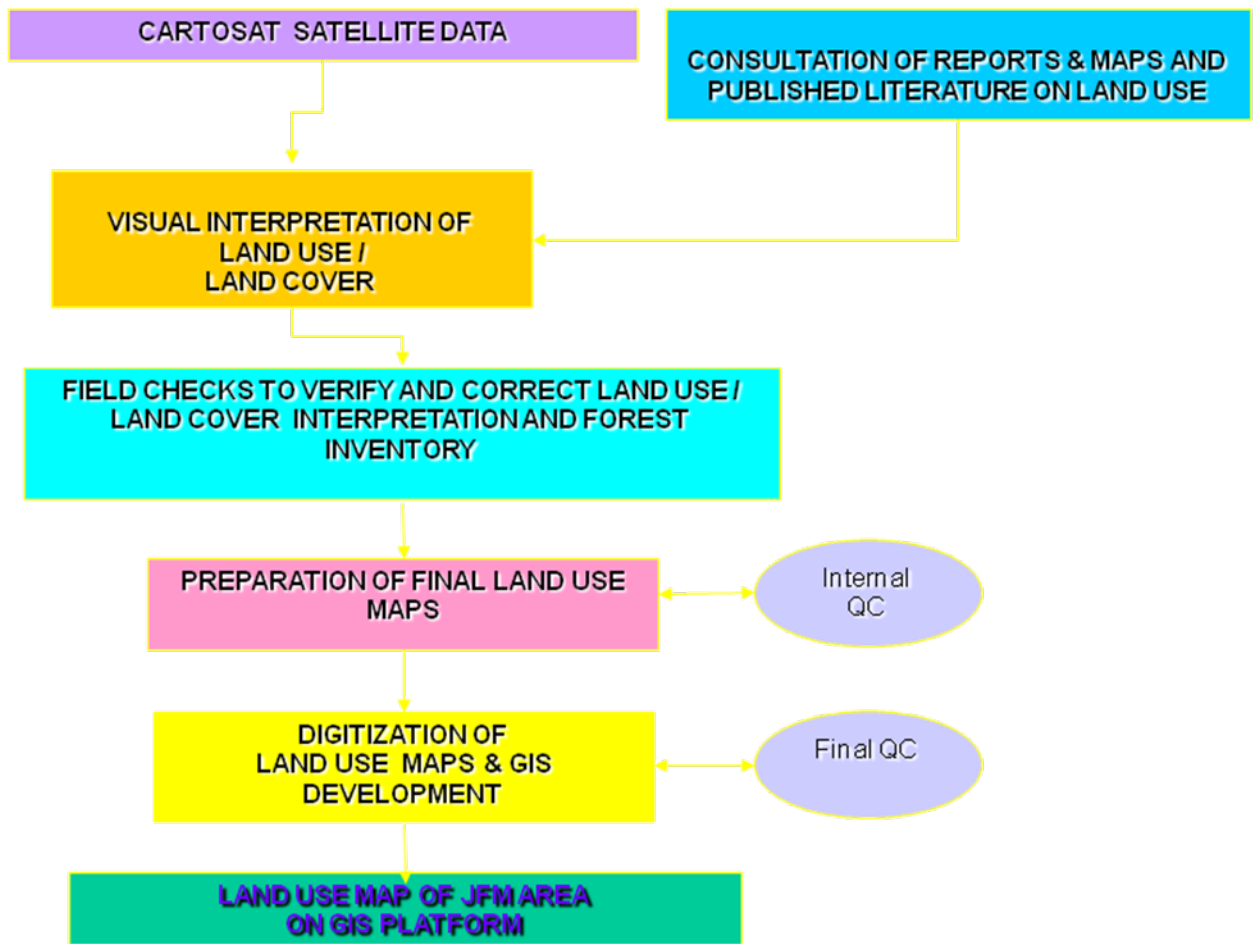 CARTOSAT SATELLITE DATA
CONSULTATION OF REPORTS & MAPS AND
PUBLISHED LITERATURE ON LAND USE
VISUAL INTERPRETATION OF
LAND USE /
LAND COVER
FIELD CHECKS TO VERIFY AND CORRECT LAND USE /
LAND COVER INTERPRETATION AND FOREST
INVENTORY
PREPARATION OF FINAL LAND USE
MAPS
Internal
QC
DIGITIZATION OF
LAND USE MAPS & GIS
DEVELOPMENT
Final QC
LAND USE MAP OF JFM AREA
ON GIS PLATFORM